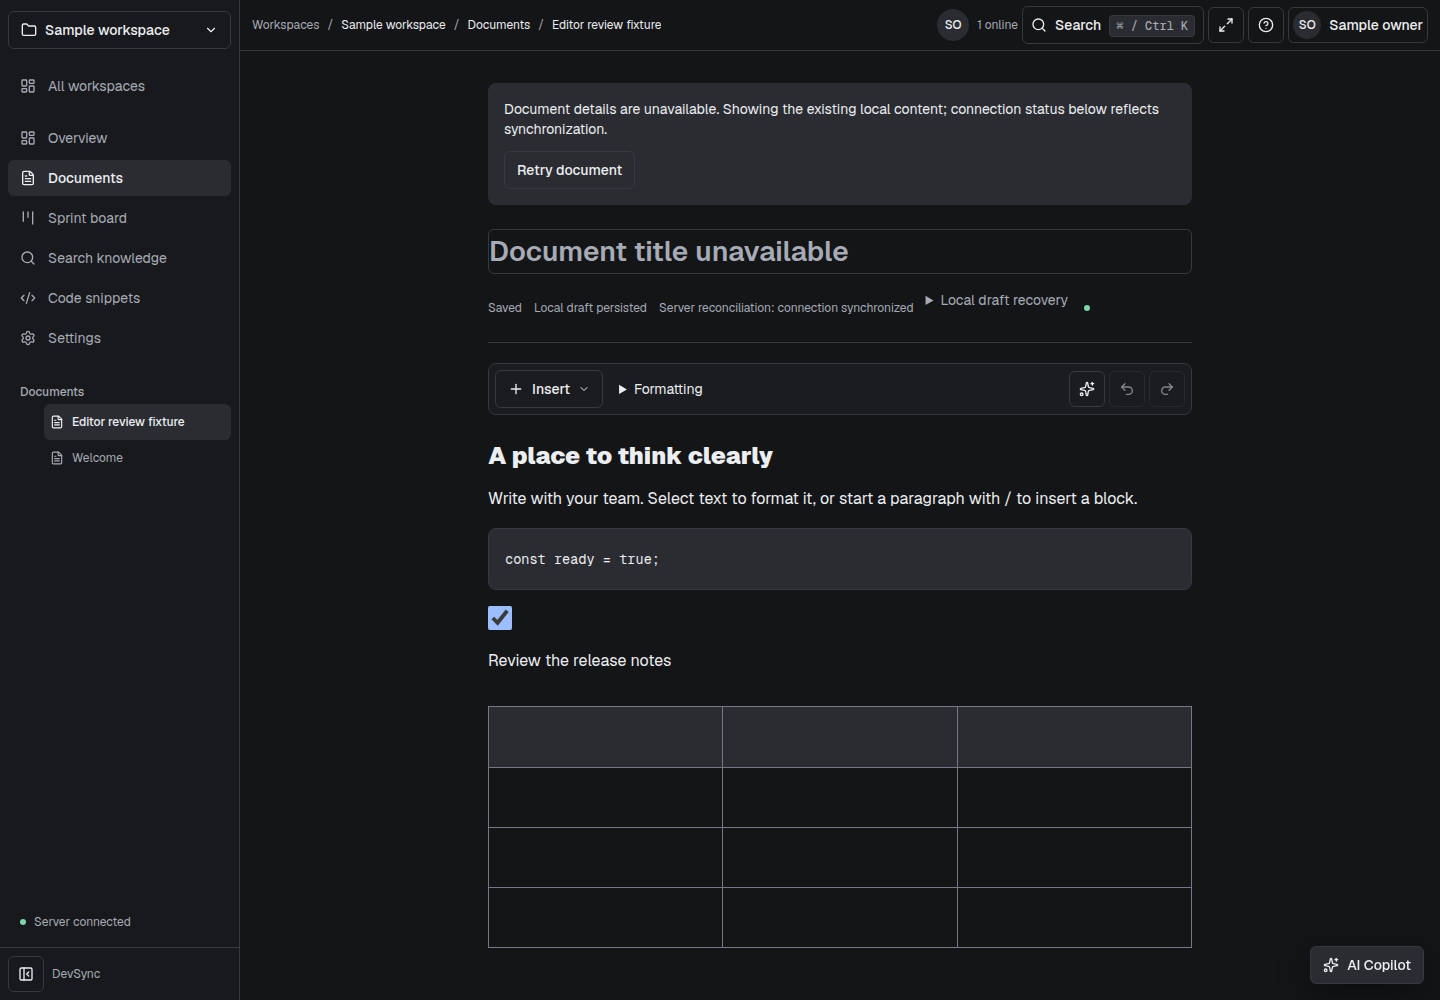 Sample workspace
All workspaces
Overview
Documents
Sprint board
Search knowledge
Code snippets
Settings
Documents
Editor review fixture
Welcome
Server connected
DevSync
Workspaces / Sample workspace / Documents / Editor review fixture
SO 1 online Search ⌘ / Ctrl K SO Sample owner
Document details are unavailable. Showing the existing local content; connection status below reflects
synchronization.
Retry document
Document title unavailable
Saved Local draft persisted Server reconciliation: connection synchronized Local draft recovery
Insert Formatting
A place to think clearly
Write with your team. Select text to format it, or start a paragraph with / to insert a block.
const ready = true;
Review the release notes
AI Copilot